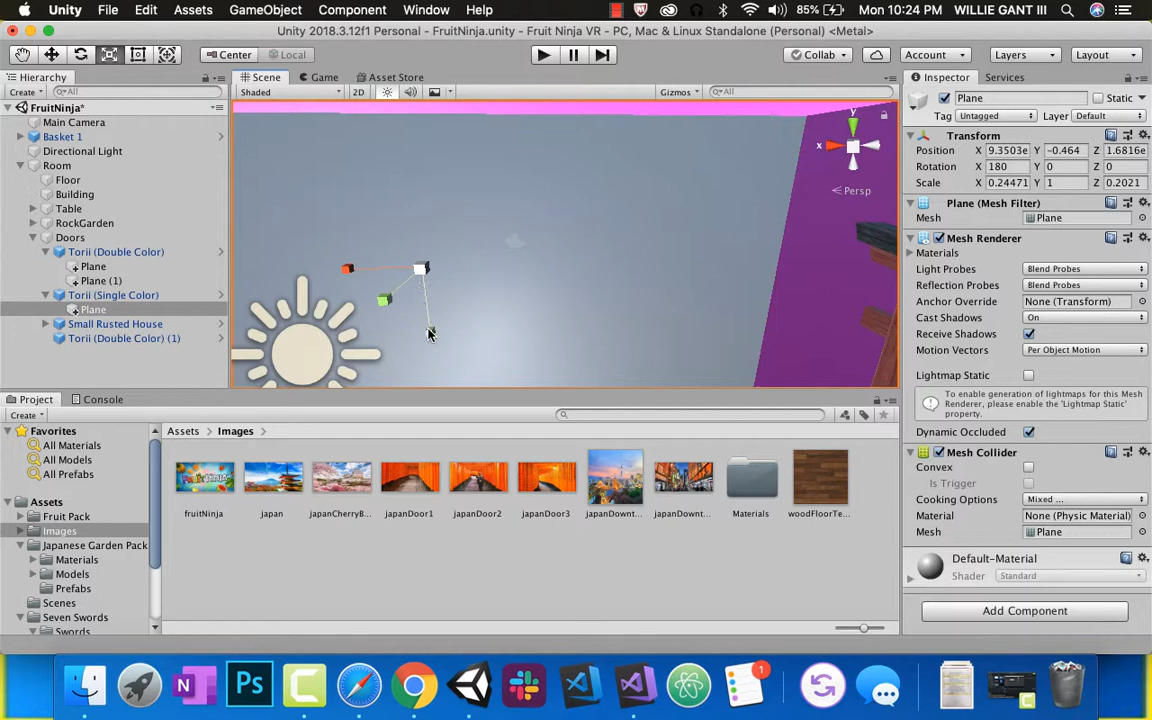 Unity File Edit Assets GameObject Component Window Help 85% Mon 10:24 PM WILLIE GANT III
Unity 2018.3.12f1 Personal - FruitNinja.unity - Fruit Ninja VR - PC, Mac & Linux Standalone (Personal) <Metal>
Center Local Collab Account Layers Layout
Hierarchy
Create All
FruitNinja*
Main Camera
Basket 1
Directional Light
Room
Floor
Building
Table
RockGarden
Doors
Torii (Double Color)
Plane
Plane (1)
Torii (Single Color)
Plane
Small Rusted House
Torii (Double Color) (1)
Scene Game Asset Store
Shaded 2D Gizmos All
y
x
Persp
Inspector Services
Plane Static
Tag Untagged Layer Default
Transform
Position X 9.3503e Y -0.464 Z 1.6816e
Rotation X 180 Y 0 Z 0
Scale X 0.24471 Y 1 Z 0.2021
Plane (Mesh Filter)
Mesh Plane
Mesh Renderer
Materials
Light Probes Blend Probes
Reflection Probes Blend Probes
Anchor Override None (Transform)
Cast Shadows On
Receive Shadows
Motion Vectors Per Object Motion
Lightmap Static
To enable generation of lightmaps for this Mesh Renderer, please enable the 'Lightmap Static' property.
Dynamic Occluded
Mesh Collider
Convex
Is Trigger
Cooking Options Mixed ...
Material None (Physic Material)
Mesh Plane
Default-Material
Shader Standard
Add Component
Project Console
Create
Favorites
All Materials
All Models
All Prefabs
Assets
Fruit Pack
Images
Japanese Garden Pack
Materials
Models
Prefabs
Scenes
Seven Swords
Swords
Assets Images
fruitNinja japan japanCherryB... japanDoor1 japanDoor2 japanDoor3 japanDownt... japanDownt... Materials woodFloorTe...
N Ps 1